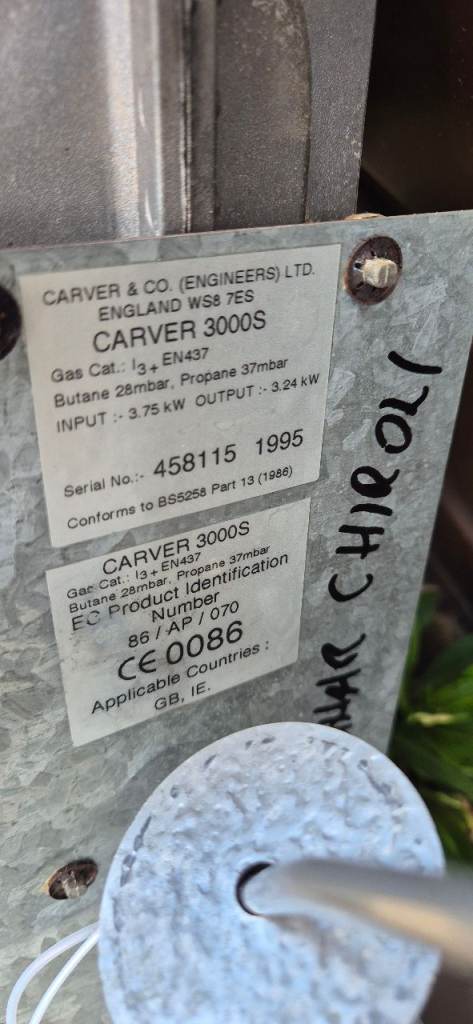 CARVER & CO. (ENGINEERS) LTD.
ENGLAND WS8 7ES
CARVER 3000S
Gas Cat.: I3+ EN437
Butane 28mbar, Propane 37mbar
INPUT :- 3.75 kW OUTPUT :- 3.24 kW
Serial No.:- 458115 1995
Conforms to BS5258 Part 13 (1986)
CARVER 3000S
Gas Cat.: I3+ EN437
Butane 28mbar, Propane 37mbar
EC Product Identification
Number
86 / AP / 070
CE 0086
Applicable Countries :
GB, IE.
CHIROLI